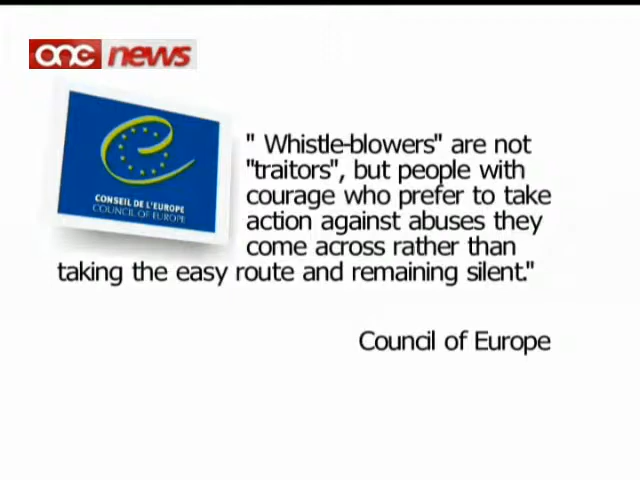 one news
" Whistle-blowers" are not
"traitors", but people with
courage who prefer to take
action against abuses they
come across rather than
taking the easy route and remaining silent."
CONSEIL DE L'EUROPE
COUNCIL OF EUROPE
Council of Europe